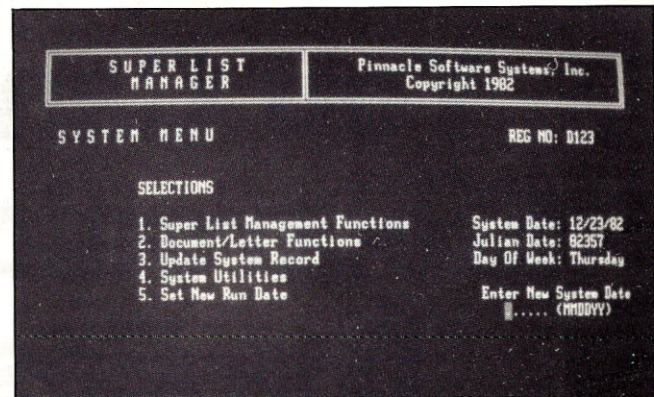 SUPER LIST MANAGER
Pinnacle Software Systems, Inc.
Copyright 1982
SYSTEM MENU
REG NO: D123
SELECTIONS
1. Super List Management Functions
2. Document/Letter Functions
3. Update System Record
4. System Utilities
5. Set New Run Date
System Date: 12/23/82
Julian Date: 82357
Day Of Week: Thursday
Enter New System Date
..... (MMDDYY)